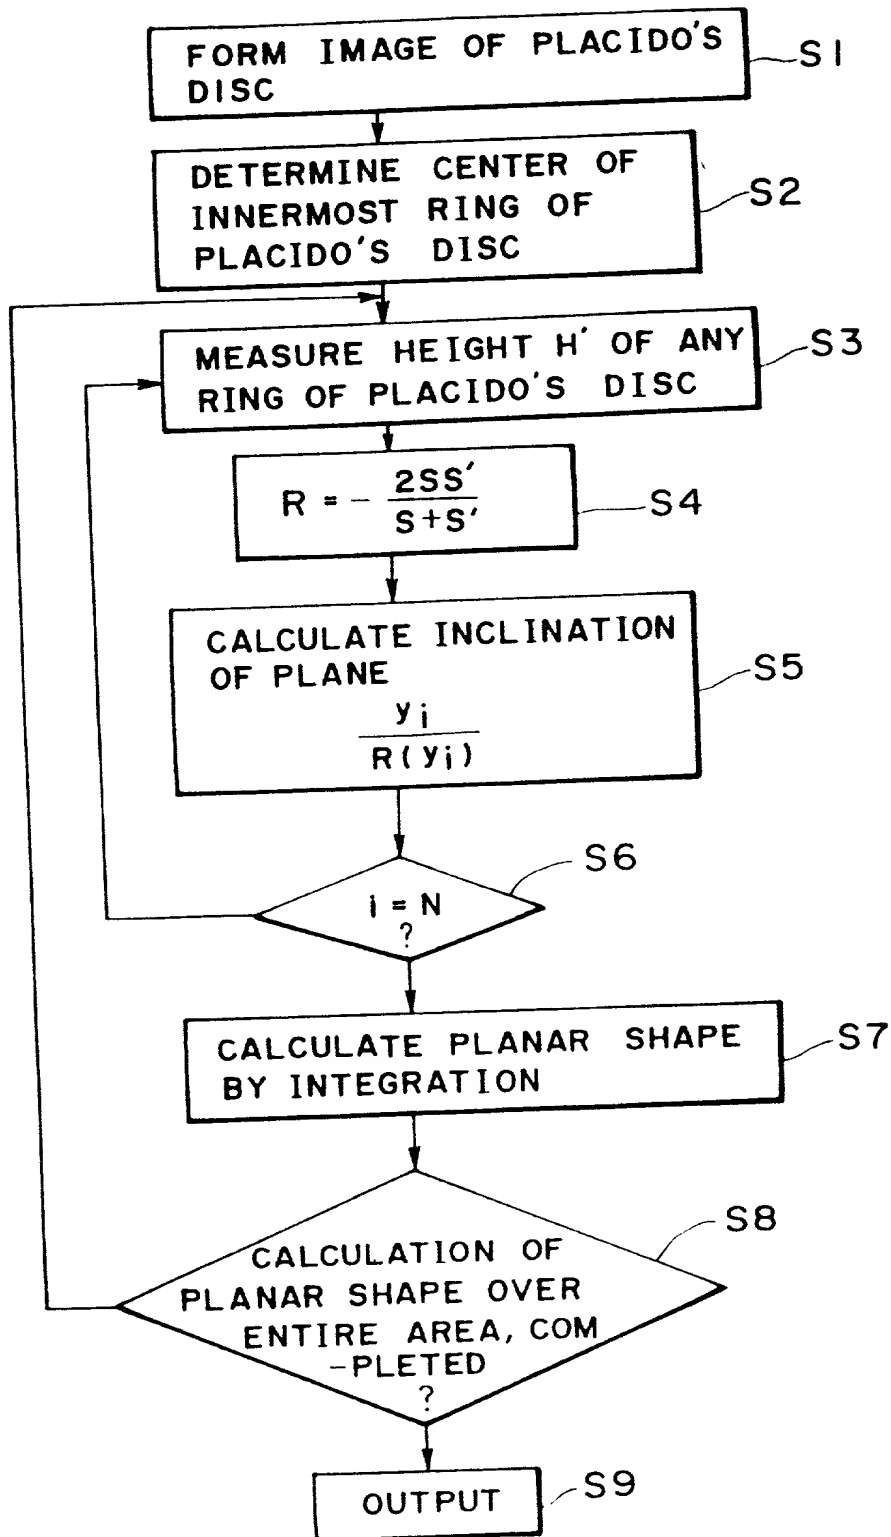 FORM IMAGE OF PLACIDO'S
DISC
S1
DETERMINE CENTER OF
INNERMOST RING OF
PLACIDO'S DISC
S2
MEASURE HEIGHT H' OF ANY
RING OF PLACIDO'S DISC
S3
R = - 2SS' / S+S'
S4
CALCULATE INCLINATION
OF PLANE
yi
R(yi)
S5
i = N
?
S6
CALCULATE PLANAR SHAPE
BY INTEGRATION
S7
CALCULATION OF
PLANAR SHAPE OVER
ENTIRE AREA, COM
-PLETED
?
S8
OUTPUT
S9